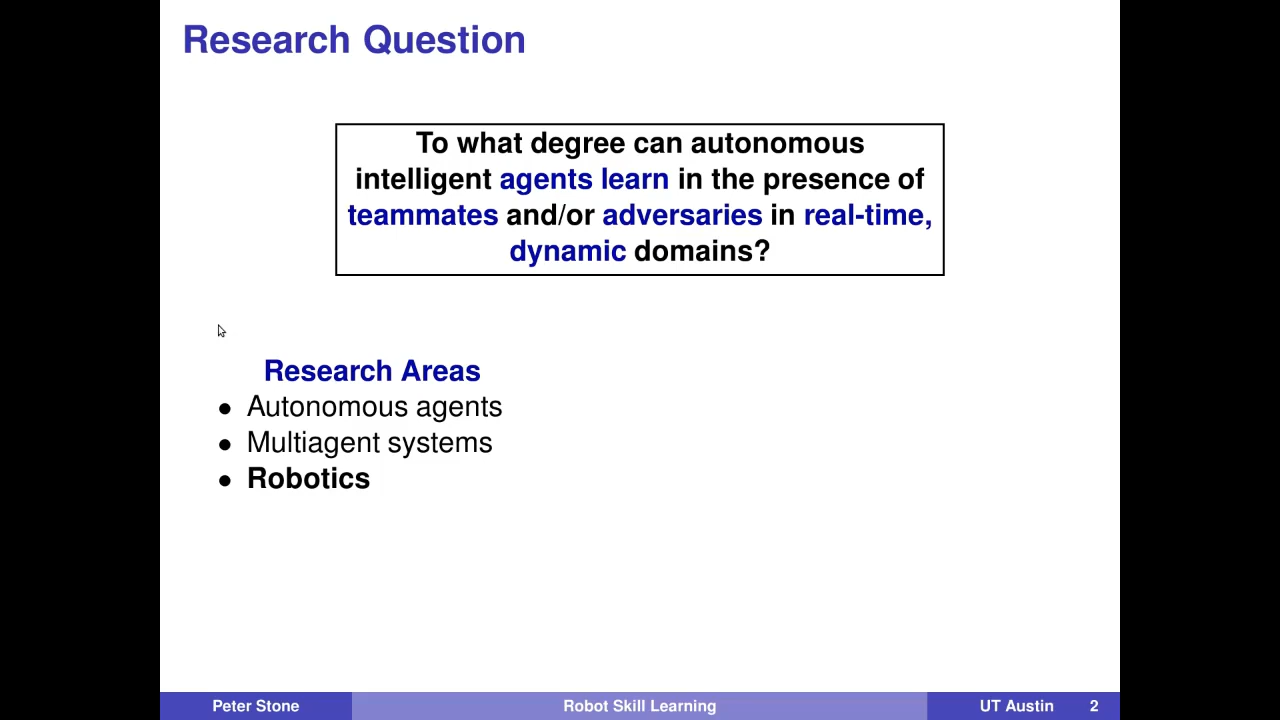 Research Question
To what degree can autonomous
intelligent agents learn in the presence of
teammates and/or adversaries in real-time,
dynamic domains?
Research Areas
• Autonomous agents
• Multiagent systems
• Robotics
Peter Stone Robot Skill Learning UT Austin 2